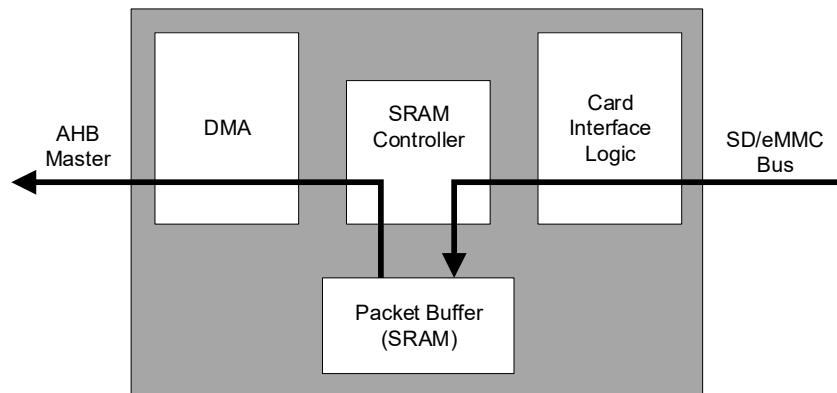 AHB
Master
DMA
SRAM
Controller
Card
Interface
Logic
SD/eMMC
Bus
Packet Buffer
(SRAM)